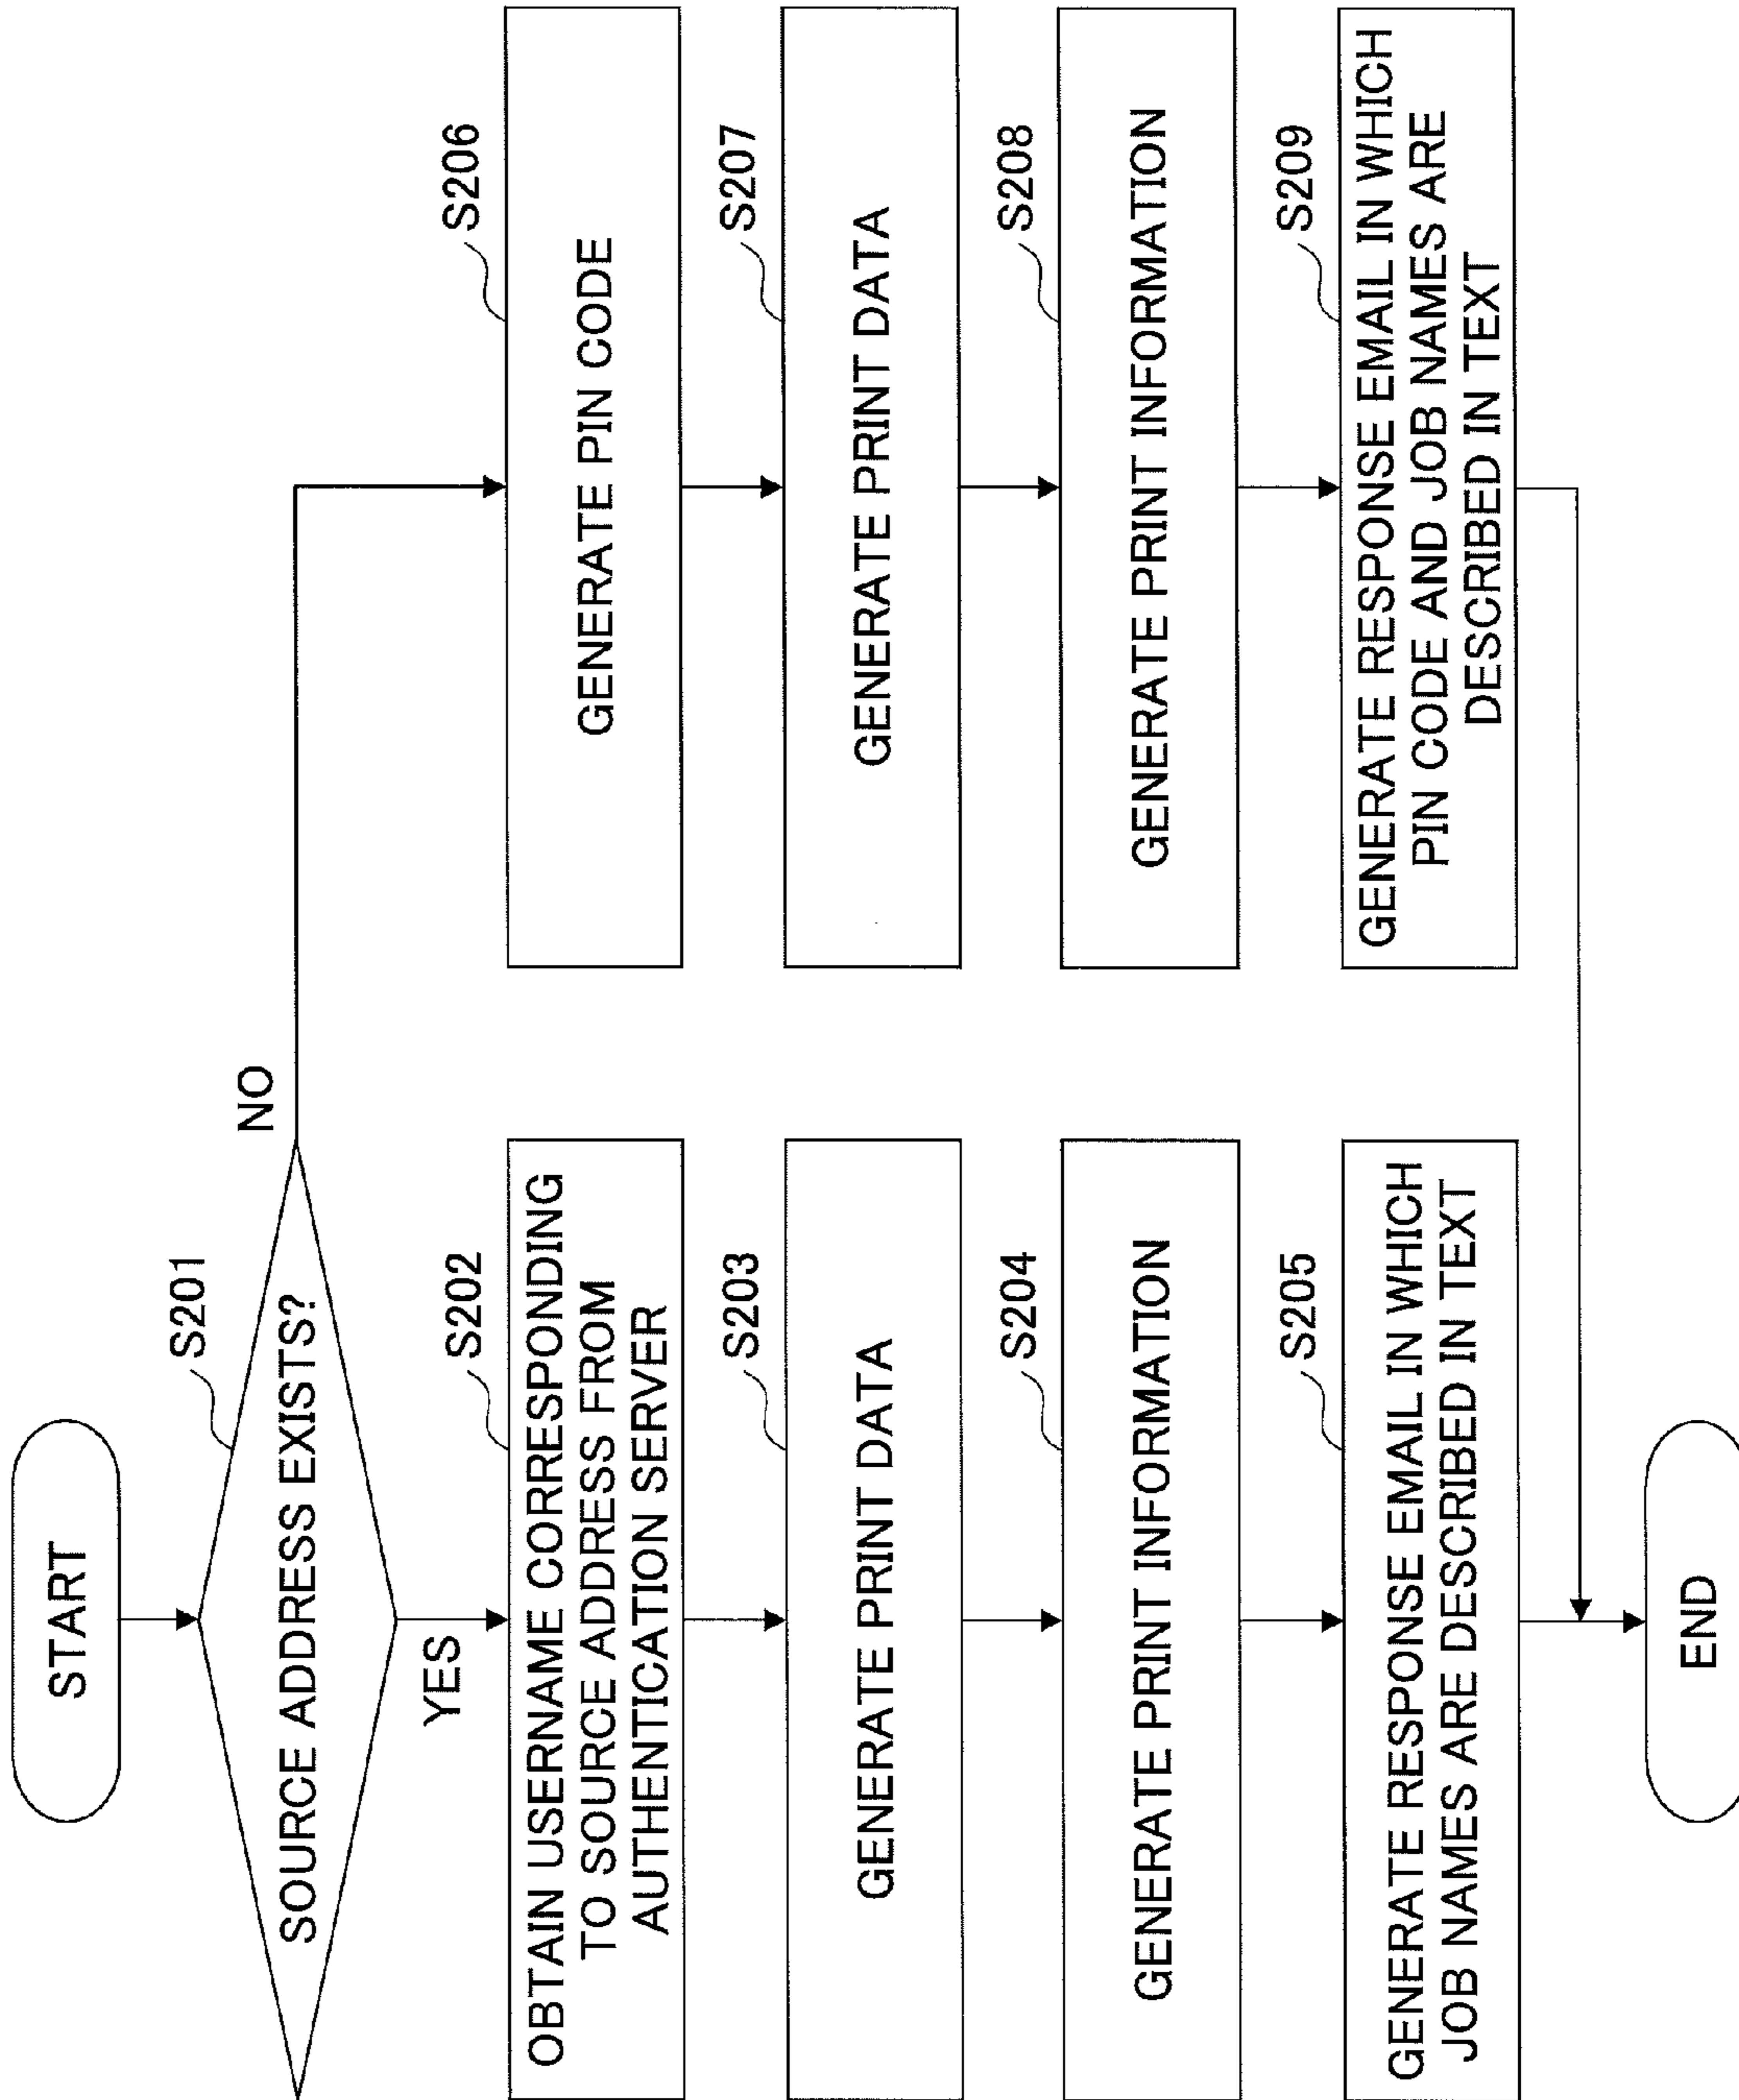 START
S201
SOURCE ADDRESS EXISTS?
NO
YES
S202
OBTAIN USERNAME CORRESPONDING
TO SOURCE ADDRESS FROM
AUTHENTICATION SERVER
S203
GENERATE PRINT DATA
S204
GENERATE PRINT INFORMATION
S205
GENERATE RESPONSE EMAIL IN WHICH
JOB NAMES ARE DESCRIBED IN TEXT
S206
GENERATE PIN CODE
S207
GENERATE PRINT DATA
S208
GENERATE PRINT INFORMATION
S209
GENERATE RESPONSE EMAIL IN WHICH
PIN CODE AND JOB NAMES ARE
DESCRIBED IN TEXT
END